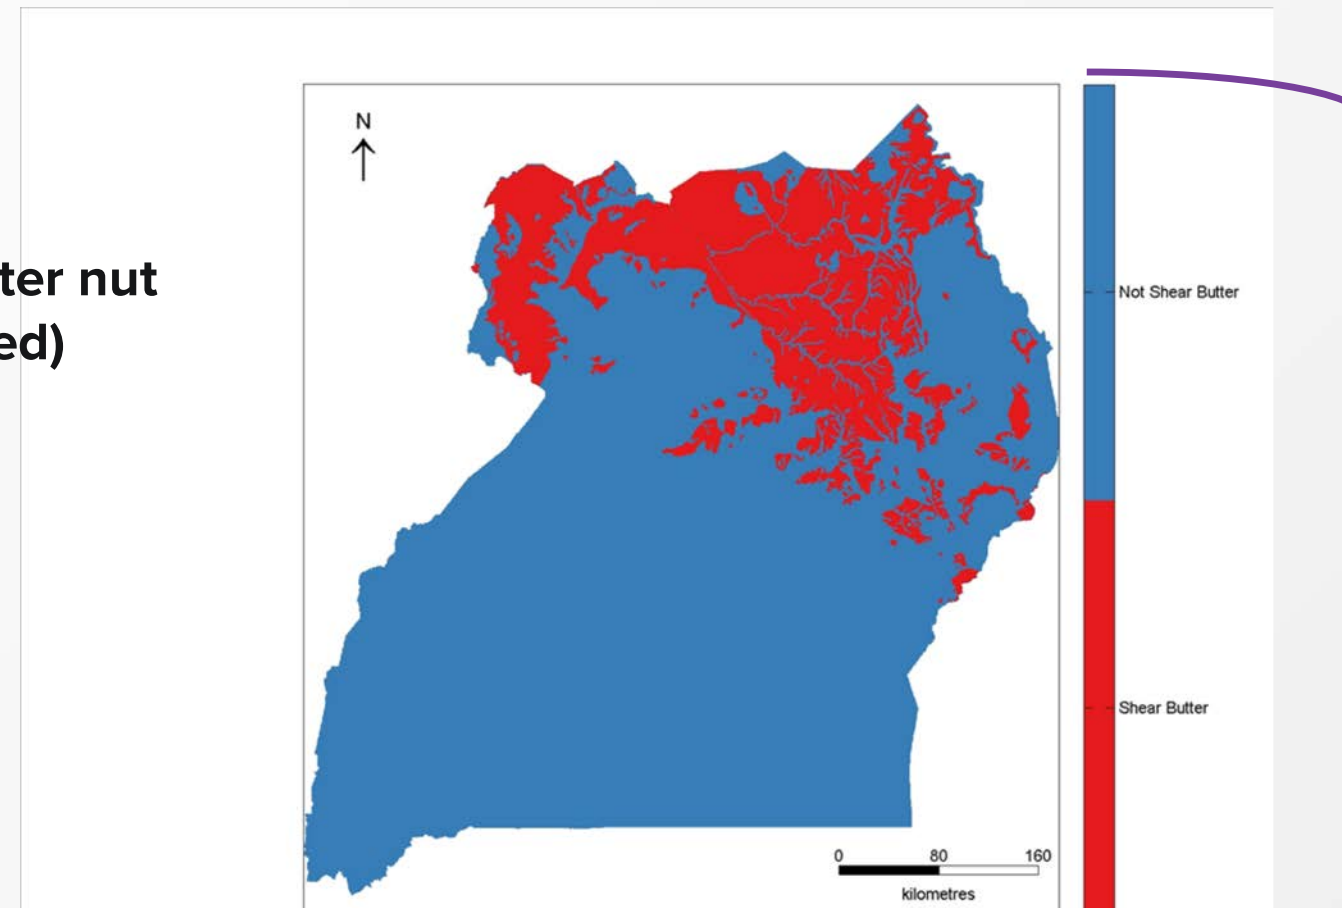 ter nut
ed)
N
Not Shear Butter
Shear Butter
0 80 160
kilometres